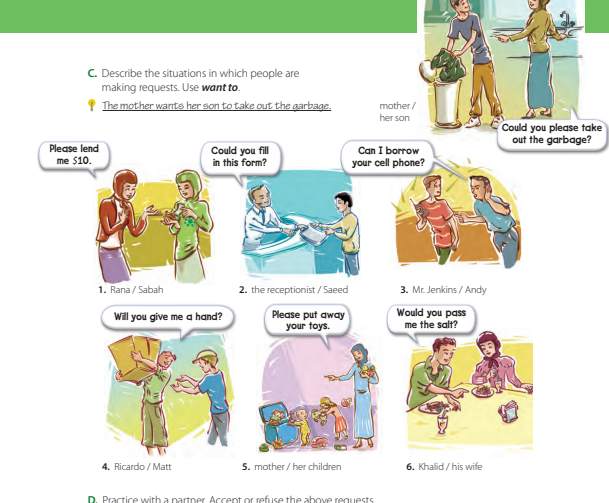 C. Describe the situations in which people are
making requests. Use want to.
The mother wants her son to take out the garbage.
mother /
her son
Could you please take
out the garbage?
Please lend
me $10.
Could you fill
in this form?
Can I borrow
your cell phone?
1. Rana / Sabah
2. the receptionist / Saeed
3. Mr. Jenkins / Andy
Will you give me a hand?
Please put away
your toys.
Would you pass
me the salt?
4. Ricardo / Matt
5. mother / her children
6. Khalid / his wife
D. Practice with a partner. Accept or refuse the above requests